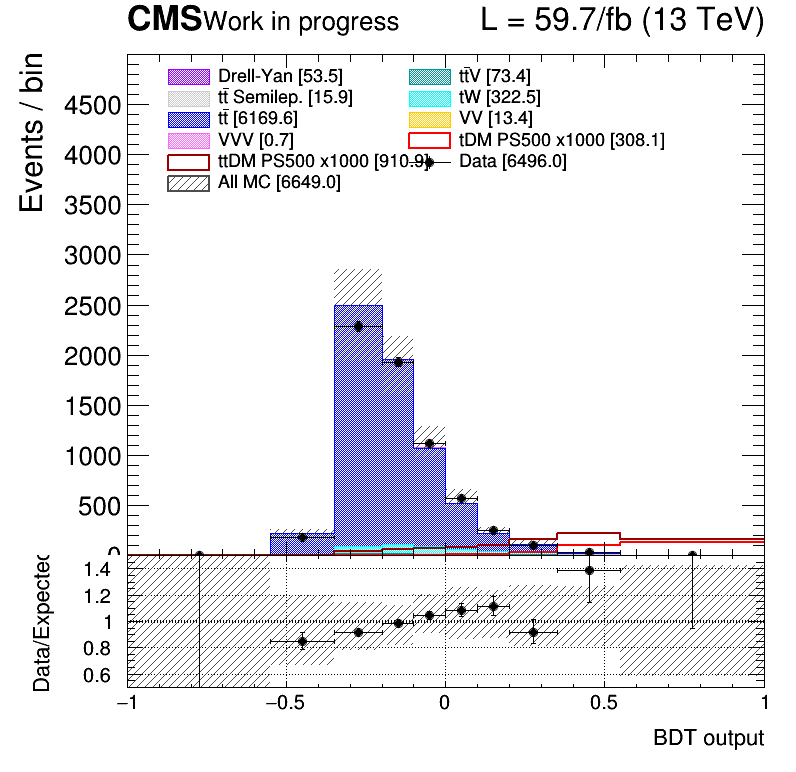 CMS Work in progress L = 59.7/fb (13 TeV)
Events / bin
Drell-Yan [53.5] tt̄V [73.4]
tt̄ Semilep. [15.9] tW [322.5]
tt̄ [6169.6] VV [13.4]
VVV [0.7] tDM PS500 x1000 [308.1]
ttDM PS500 x1000 [910.9] Data [6496.0]
All MC [6649.0]
4500
4000
3500
3000
2500
2000
1500
1000
500
0
Data/Expected
1.4
1.2
1
0.8
0.6
−1 −0.5 0 0.5 1
BDT output